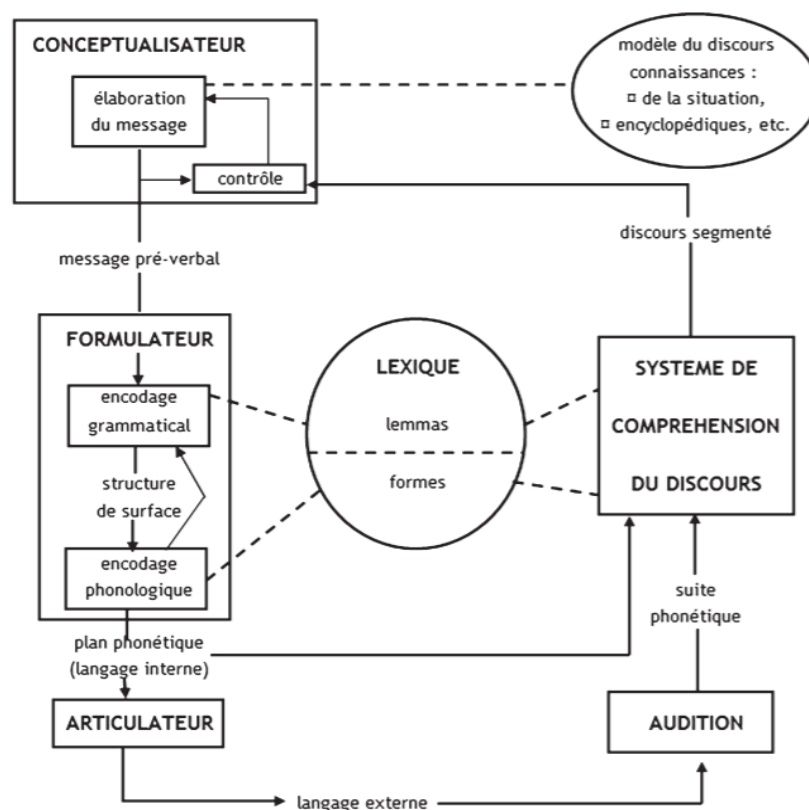 CONCEPTUALISATEUR
élaboration
du message
contrôle
modèle du discours
connaissances :
¤ de la situation,
¤ encyclopédiques, etc.
message pré-verbal
discours segmenté
FORMULATEUR
encodage
grammatical
structure
de surface
encodage
phonologique
LEXIQUE
lemmas
formes
SYSTEME DE
COMPREHENSION
DU DISCOURS
plan phonétique
(langage interne)
suite
phonétique
ARTICULATEUR
AUDITION
langage externe